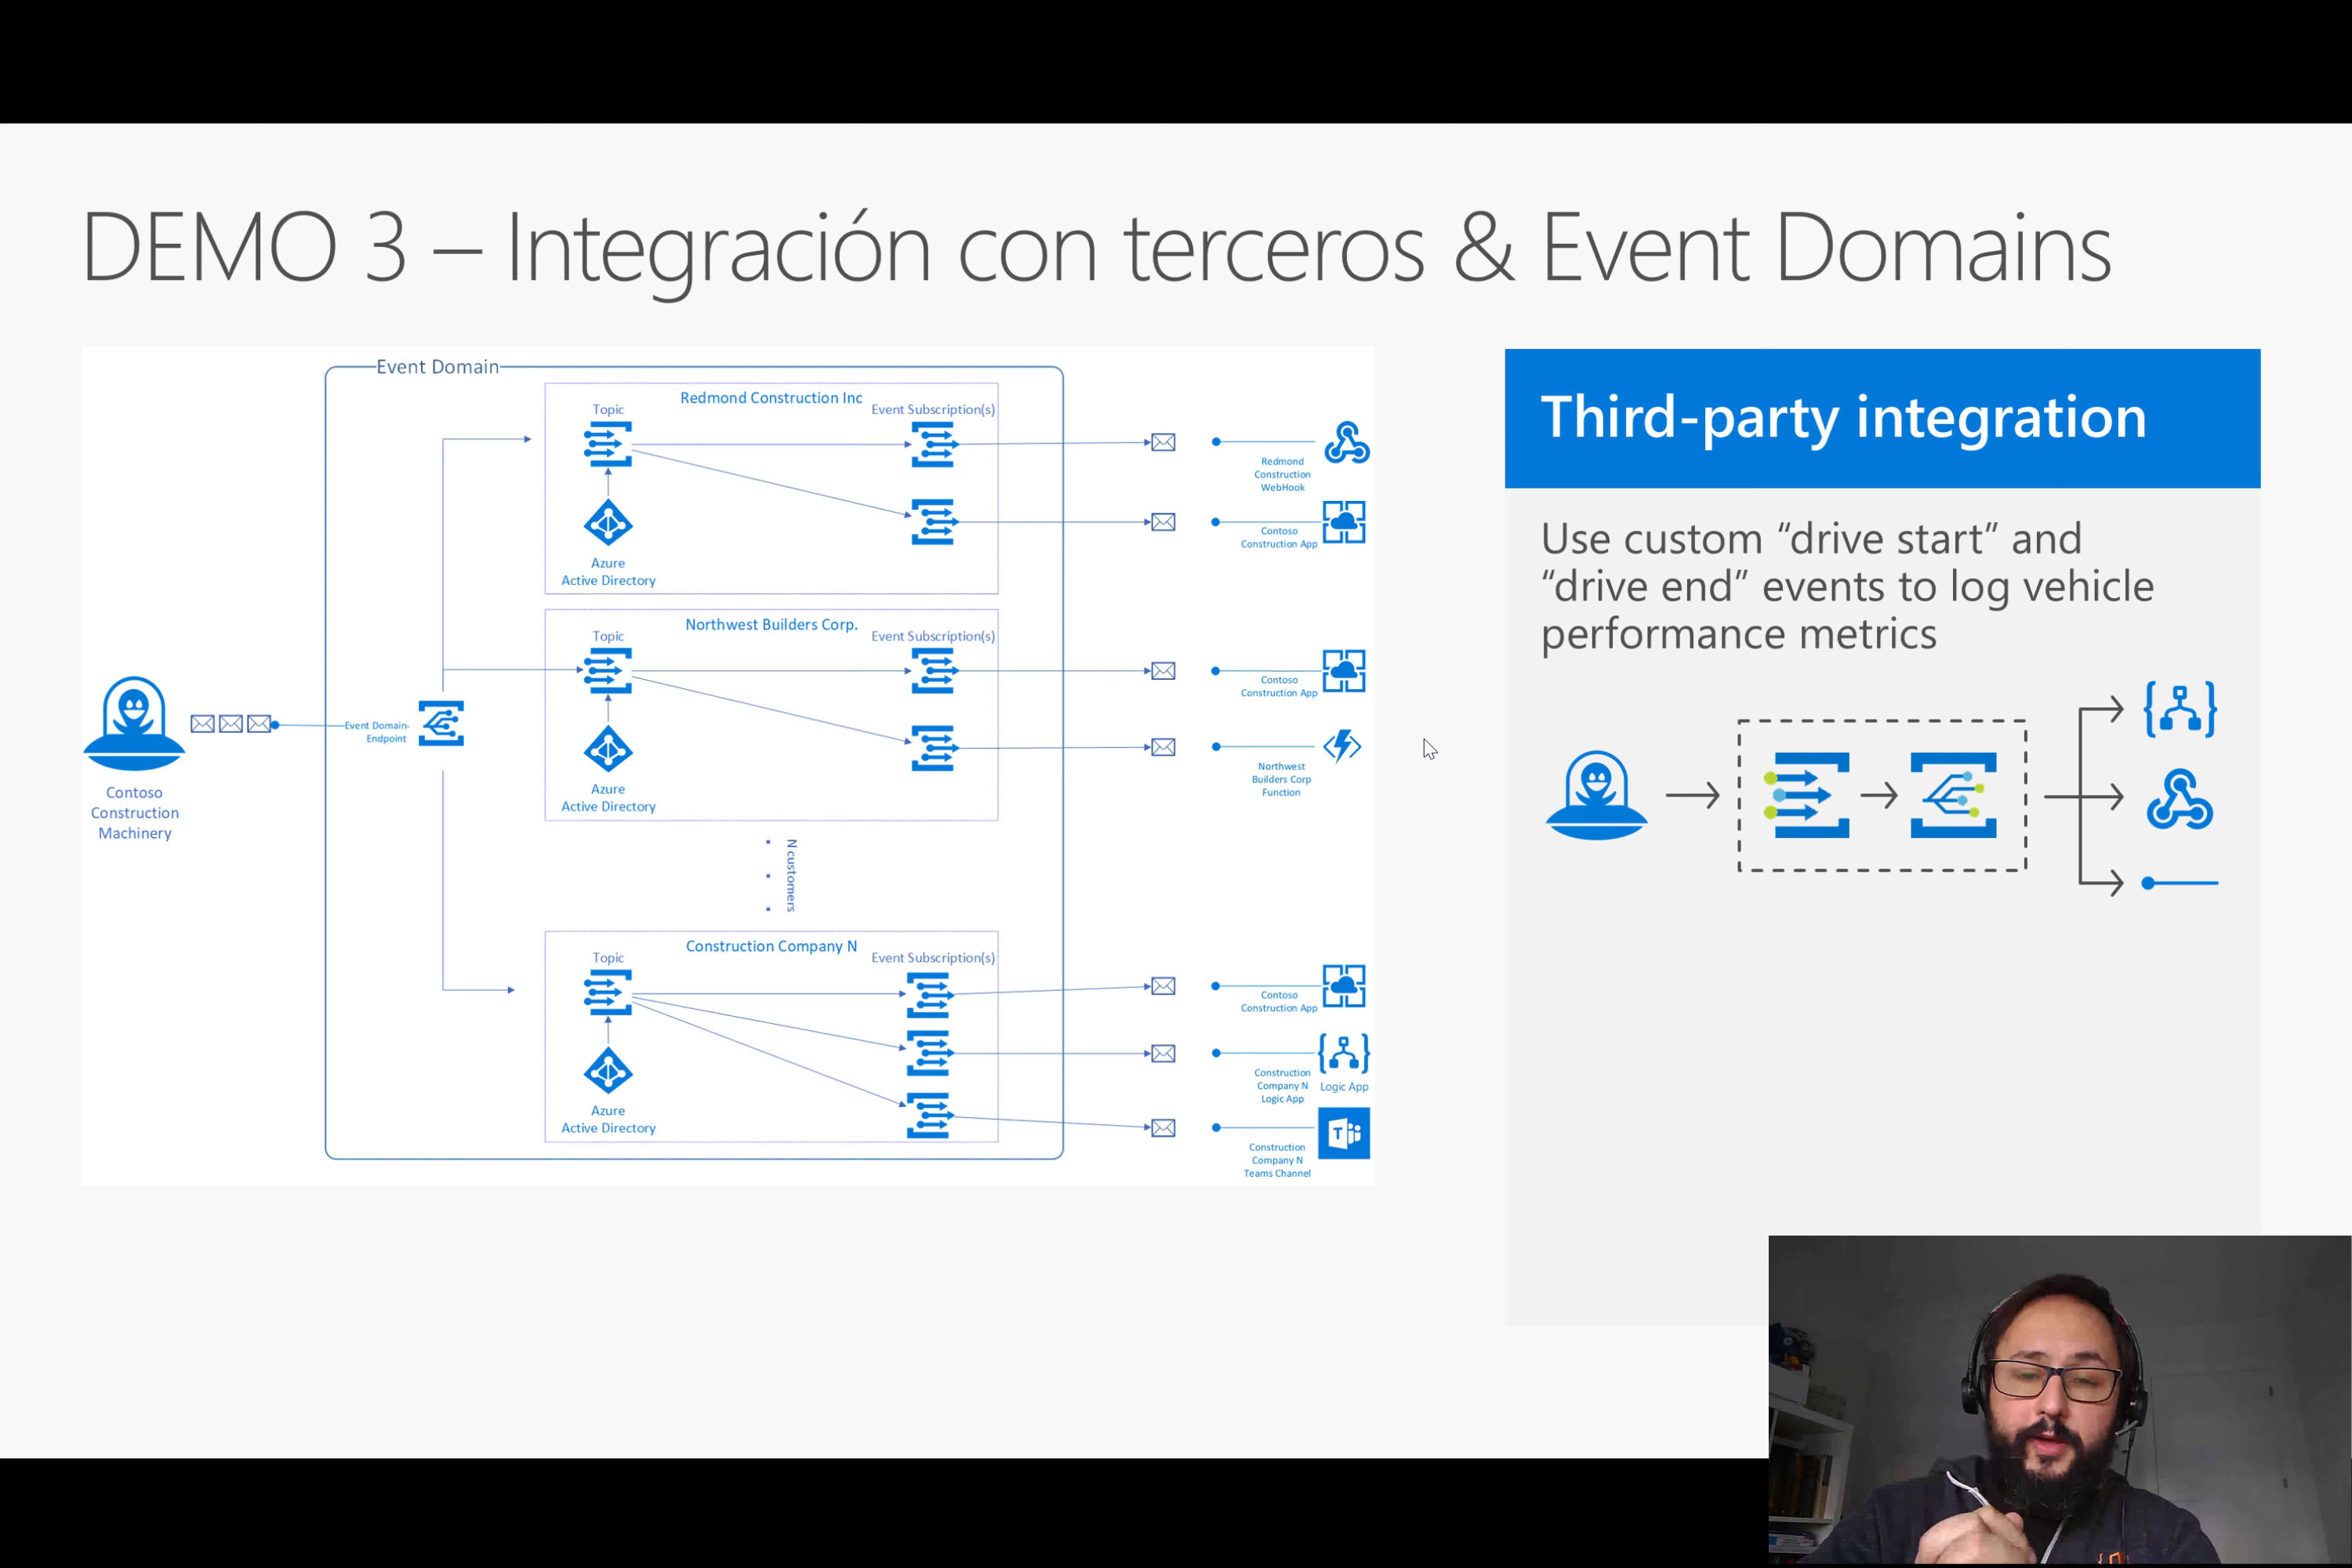 DEMO 3 – Integración con terceros & Event Domains
Event Domain
Redmond Construction Inc
Topic
Event Subscription(s)
Azure
Active Directory
Redmond
Construction
WebHook
Contoso
Construction App
Northwest Builders Corp.
Topic
Event Subscription(s)
Azure
Active Directory
Contoso
Construction App
Northwest
Builders Corp
Function
Contoso
Construction
Machinery
Event Domain-
Endpoint
N customers
Construction Company N
Topic
Event Subscription(s)
Azure
Active Directory
Contoso
Construction App
Construction
Company N
Logic App
Logic App
T
Construction
Company N
Teams Channel
Third-party integration
Use custom “drive start” and
“drive end” events to log vehicle
performance metrics